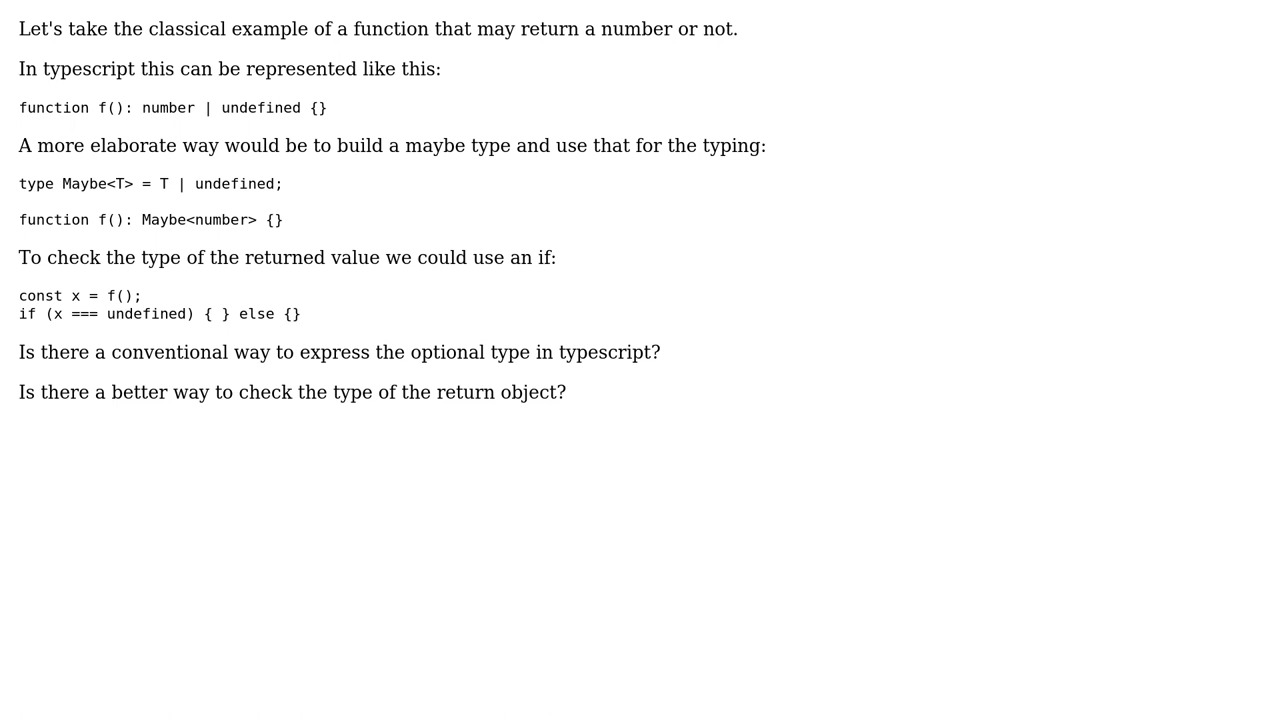 Let's take the classical example of a function that may return a number or not.
In typescript this can be represented like this:
function f(): number | undefined {}
A more elaborate way would be to build a maybe type and use that for the typing:
type Maybe<T> = T | undefined;
function f(): Maybe<number> {}
To check the type of the returned value we could use an if:
const x = f();
if (x === undefined) { } else {}
Is there a conventional way to express the optional type in typescript?
Is there a better way to check the type of the return object?